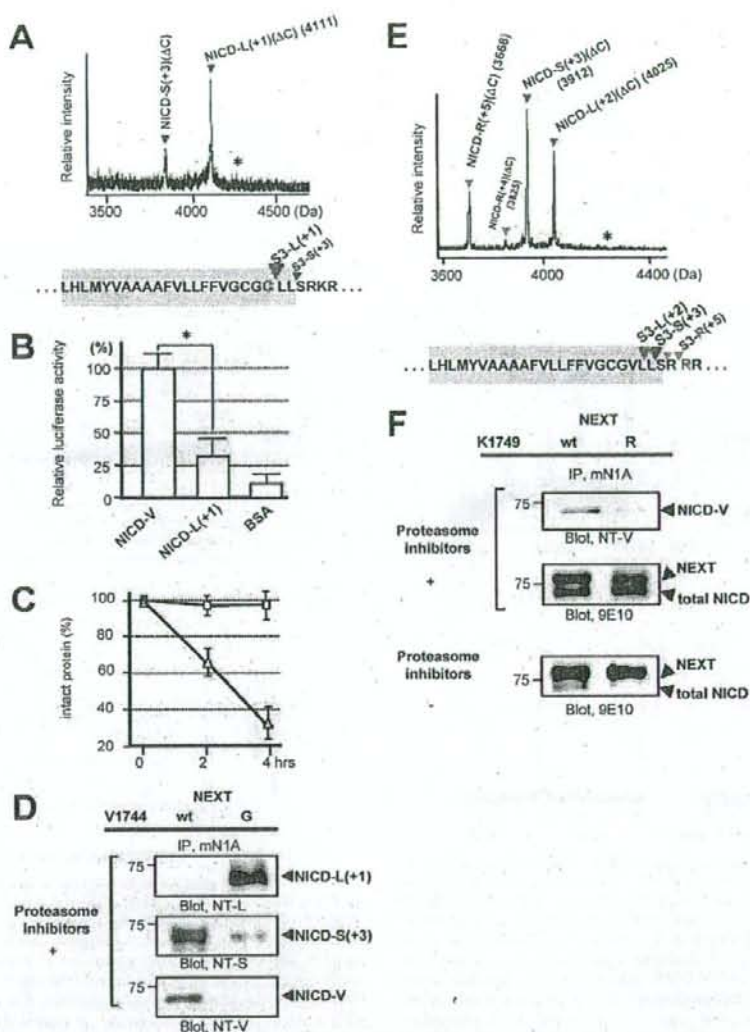 A
NICD-S(+3)(ΔC)
NICD-L(+1)(ΔC) (4111)
*
Relative intensity
3500 4000 4500 (Da)
S3-L(+1)
S3-S(+3)
...LHLMYVAAAAFVLLFFVGCGCLLSRKR...
B
(%)
Relative luciferase activity
100
75
50
25
0
*
NICD-V
NICD-L(+1)
BSA
C
intact protein (%)
100
80
60
40
20
0 2 4 hrs
D
NEXT
V1744 wt G
IP, mN1A
75
NICD-L(+1)
Blot, NT-L
Proteasome inhibitors
+
75
NICD-S(+3)
Blot, NT-S
75
NICD-V
Blot, NT-V
E
NICD-R(+5)(ΔC) (3668)
NICD-R(+4)(ΔC)
(3825)
NICD-S(+3)(ΔC)
(3912)
NICD-L(+2)(ΔC) (4025)
*
Relative intensity
3600 4000 4400 (Da)
S3-L(+2)
S3-S(+3)
S3-R(+5)
...LHLMYVAAAAFVLLFFVGCGVLLSRRR...
F
NEXT
K1749 wt R
IP, mN1A
75
NICD-V
Blot, NT-V
Proteasome inhibitors
+
75
NEXT
total NICD
Blot, 9E10
Proteasome inhibitors
75
NEXT
total NICD
Blot, 9E10